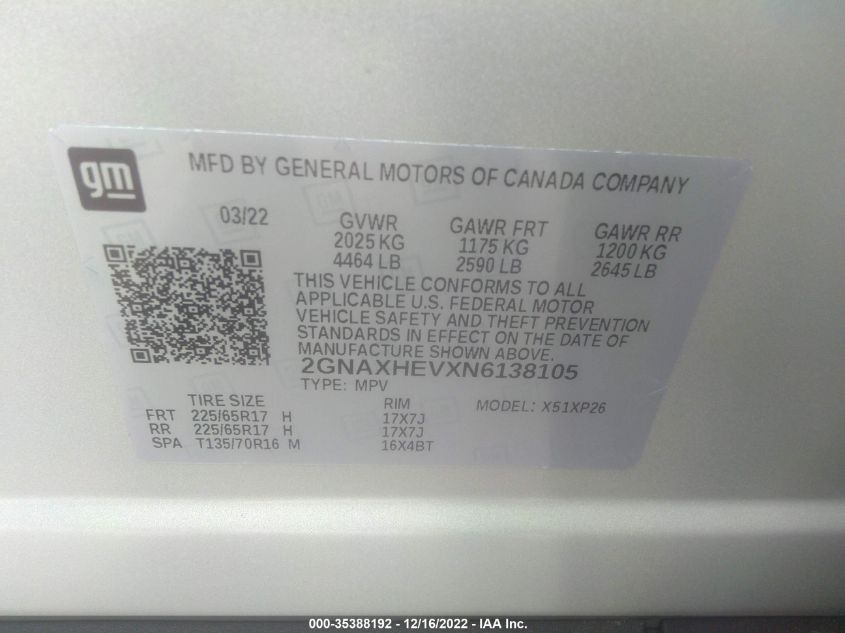 gm
MFD BY GENERAL MOTORS OF CANADA COMPANY
03/22
GVWR
2025 KG
4464 LB
GAWR FRT
1175 KG
2590 LB
GAWR RR
1200 KG
2645 LB
THIS VEHICLE CONFORMS TO ALL
APPLICABLE U.S. FEDERAL MOTOR
VEHICLE SAFETY AND THEFT PREVENTION
STANDARDS IN EFFECT ON THE DATE OF
MANUFACTURE SHOWN ABOVE.
2GNAXHEVXN6138105
TYPE: MPV
MODEL: X51XP26
TIRE SIZE RIM
FRT 225/65R17 H 17X7J
RR 225/65R17 H 17X7J
SPA T135/70R16 M 16X4BT
000-35388192 - 12/16/2022 - IAA Inc.